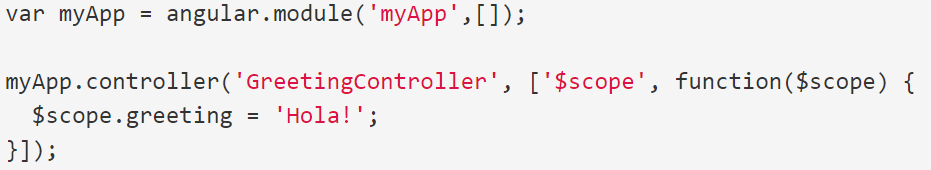 var myApp = angular.module('myApp',[]);
myApp.controller('GreetingController', ['$scope', function($scope) {
  $scope.greeting = 'Hola!';
}]);